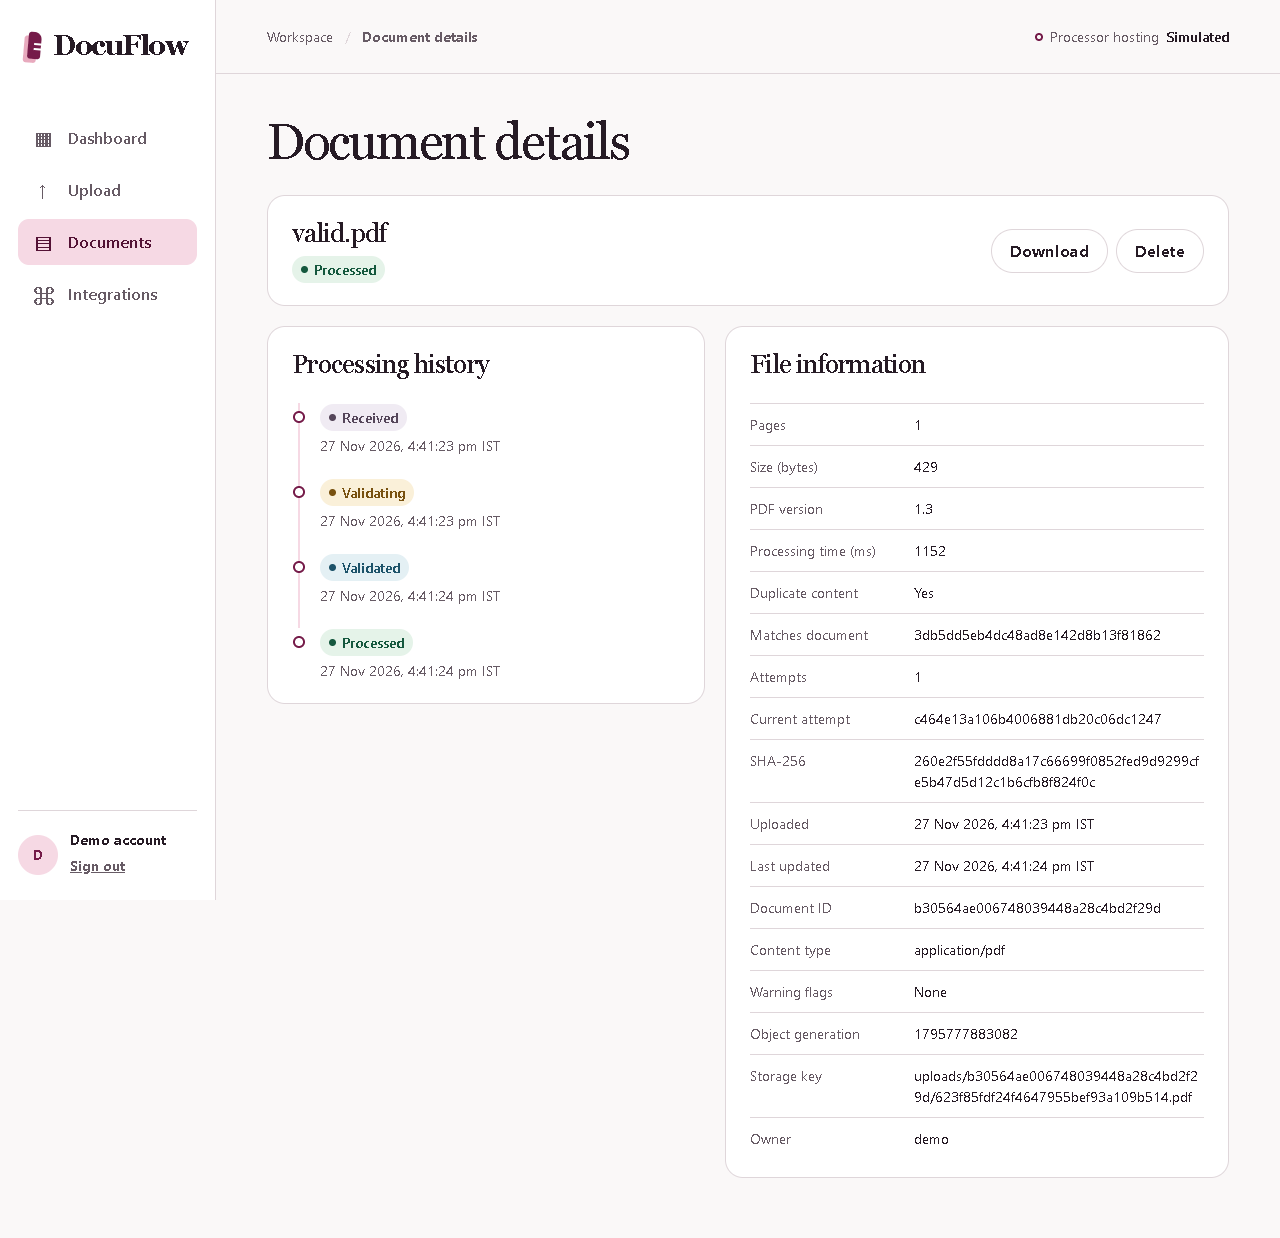 DocuFlow
Dashboard
Upload
Documents
Integrations
Demo account
D
Sign out
Workspace / Document details
Processor hosting Simulated
Document details
valid.pdf
Processed
Download
Delete
Processing history
Received
27 Nov 2026, 4:41:23 pm IST
Validating
27 Nov 2026, 4:41:23 pm IST
Validated
27 Nov 2026, 4:41:24 pm IST
Processed
27 Nov 2026, 4:41:24 pm IST
File information
Pages 1
Size (bytes) 429
PDF version 1.3
Processing time (ms) 1152
Duplicate content Yes
Matches document 3db5dd5eb4dc48ad8e142d8b13f81862
Attempts 1
Current attempt c464e13a106b4006881db20c06dc1247
SHA-256 260e2f55fdddd8a17c66699f0852fed9d9299cf
e5b47d5d12c1b6cfb8f824f0c
Uploaded 27 Nov 2026, 4:41:23 pm IST
Last updated 27 Nov 2026, 4:41:24 pm IST
Document ID b30564ae006748039448a28c4bd2f29d
Content type application/pdf
Warning flags None
Object generation 1795777883082
Storage key uploads/b30564ae006748039448a28c4bd2f2
9d/623f85fdf24f4647955bef93a109b514.pdf
Owner demo